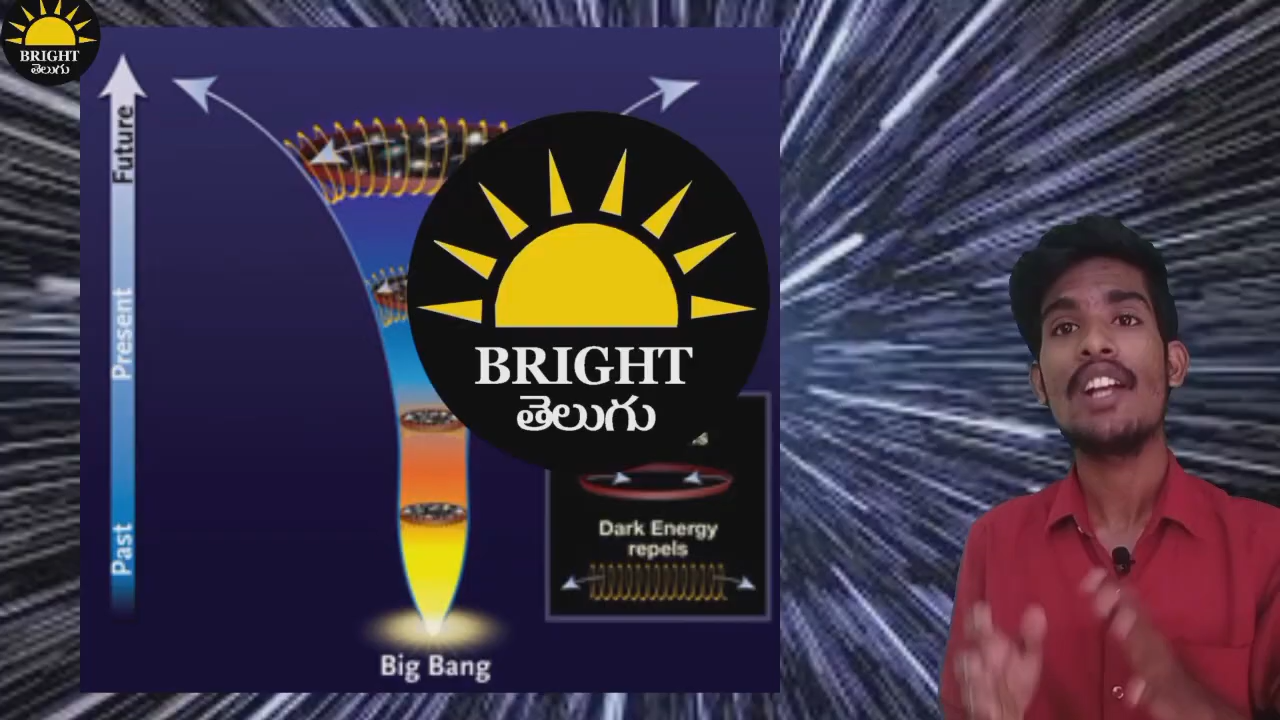 BRIGHT
తెలుగు
Future
Present
Past
BRIGHT
తెలుగు
Dark Energy
repels
Big Bang